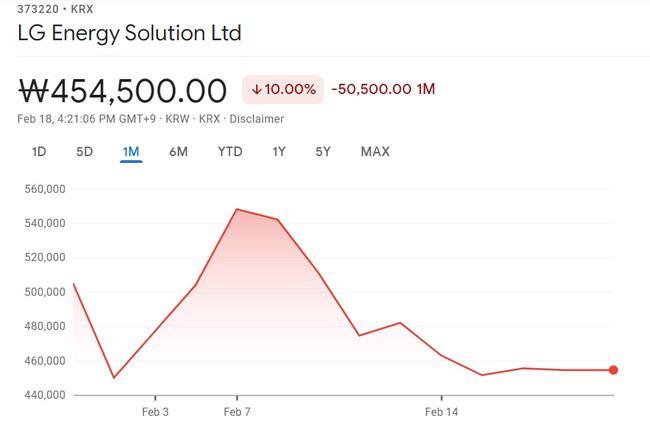 373220 • KRX
LG Energy Solution Ltd
₩454,500.00 ↓10.00% -50,500.00 1M
Feb 18, 4:21:06 PM GMT+9 · KRW · KRX · Disclaimer
1D 5D 1M 6M YTD 1Y 5Y MAX
560,000
540,000
520,000
500,000
480,000
460,000
440,000
Feb 3 Feb 7 Feb 14